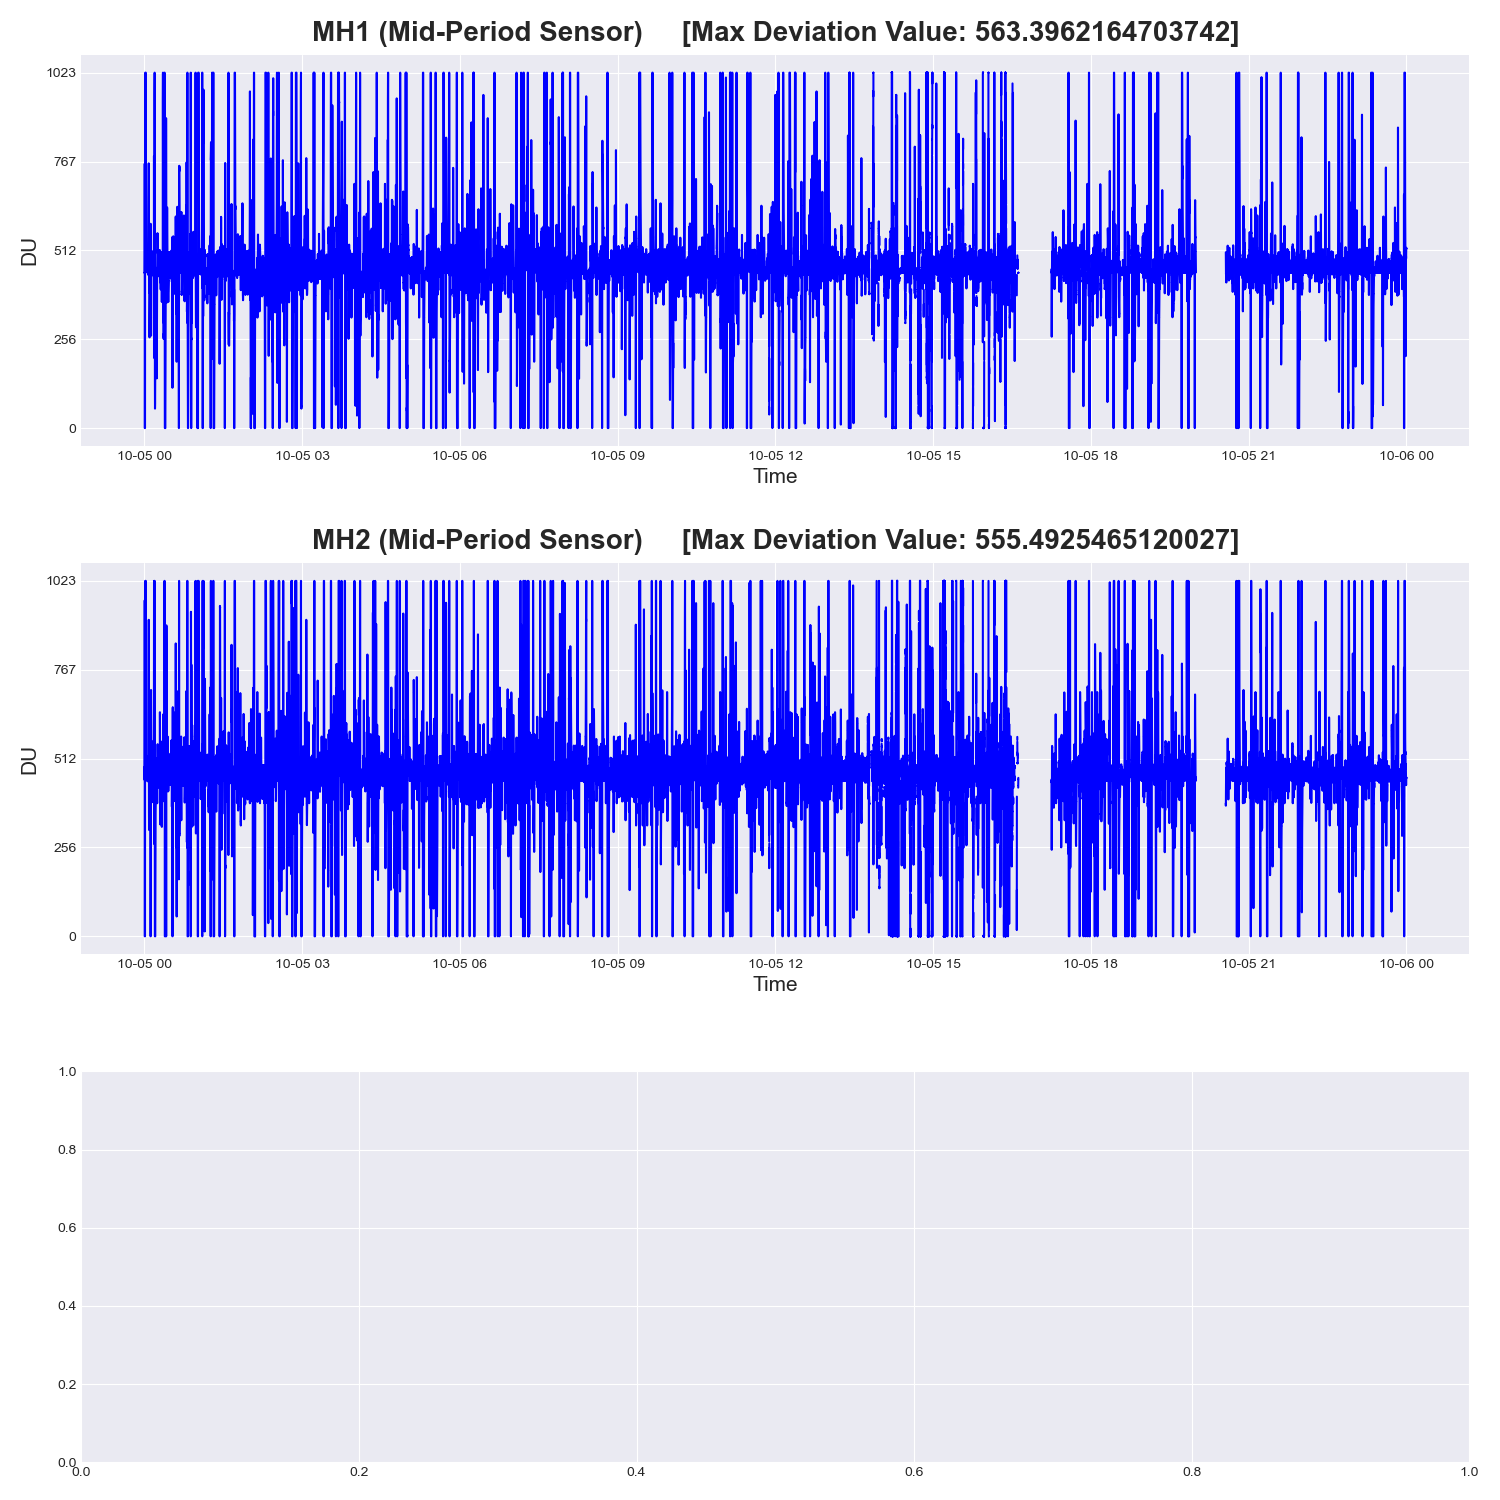 MH1 (Mid-Period Sensor) [Max Deviation Value: 563.3962164703742]
1023
767
512
256
0
DU
10-05 00 10-05 03 10-05 06 10-05 09 10-05 12 10-05 15 10-05 18 10-05 21 10-06 00
Time
MH2 (Mid-Period Sensor) [Max Deviation Value: 555.4925465120027]
1023
767
512
256
0
DU
10-05 00 10-05 03 10-05 06 10-05 09 10-05 12 10-05 15 10-05 18 10-05 21 10-06 00
Time
1.0
0.8
0.6
0.4
0.2
0.0
0.0 0.2 0.4 0.6 0.8 1.0